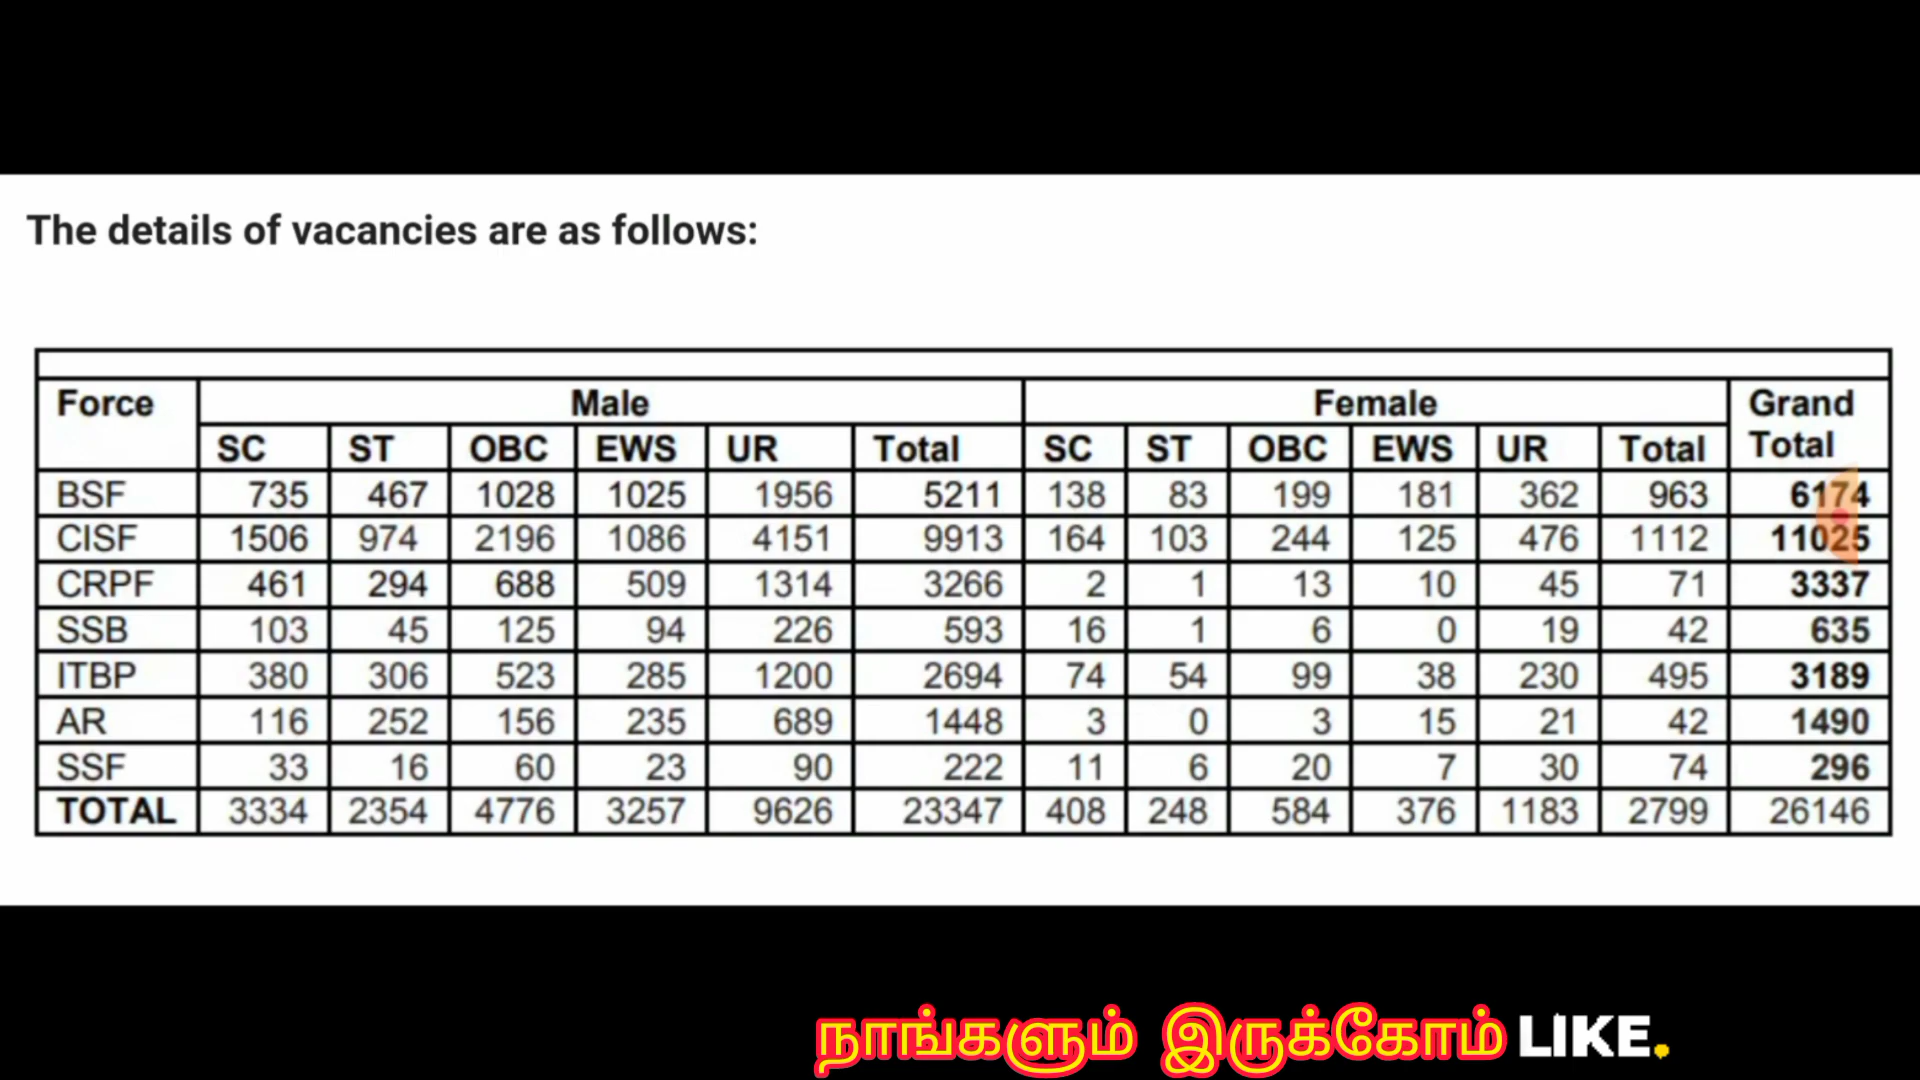 The details of vacancies are as follows:
Force Male Female Grand Total
SC ST OBC EWS UR Total SC ST OBC EWS UR Total
BSF 735 467 1028 1025 1956 5211 138 83 199 181 362 963 6174
CISF 1506 974 2196 1086 4151 9913 164 103 244 125 476 1112 11025
CRPF 461 294 688 509 1314 3266 2 1 13 10 45 71 3337
SSB 103 45 125 94 226 593 16 1 6 0 19 42 635
ITBP 380 306 523 285 1200 2694 74 54 99 38 230 495 3189
AR 116 252 156 235 689 1448 3 0 3 15 21 42 1490
SSF 33 16 60 23 90 222 11 6 20 7 30 74 296
TOTAL 3334 2354 4776 3257 9626 23347 408 248 584 376 1183 2799 26146
நாங்களும் இருக்கோம் LIKE.